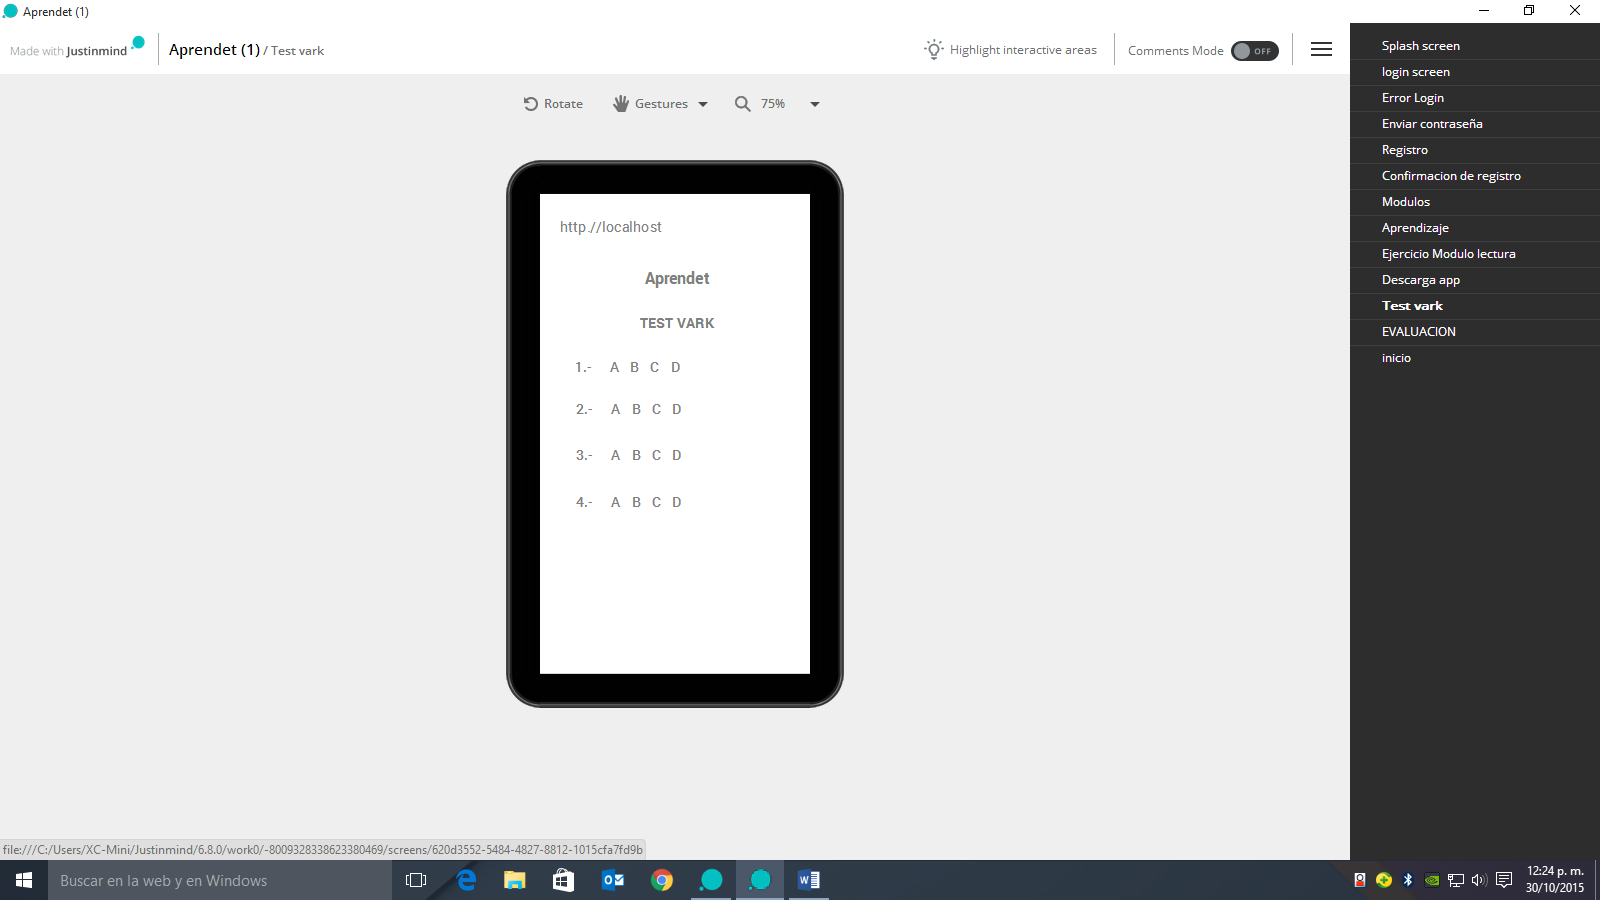 Aprendet (1)
Made with Justinmind
Aprendet (1) / Test vark
Highlight interactive areas
Comments Mode OFF
Rotate
Gestures
75%
http.//localhost
Aprendet
TEST VARK
1.- A B C D
2.- A B C D
3.- A B C D
4.- A B C D
Splash screen
login screen
Error Login
Enviar contraseña
Registro
Confirmacion de registro
Modulos
Aprendizaje
Ejercicio Modulo lectura
Descarga app
Test vark
EVALUACION
inicio
file:///C:/Users/XC-Mini/Justinmind/6.8.0/work0/-8009328338623380469/screens/620d3552-5484-4827-8812-1015cfa7fd9b
Buscar en la web y en Windows
12:24 p. m.
30/10/2015